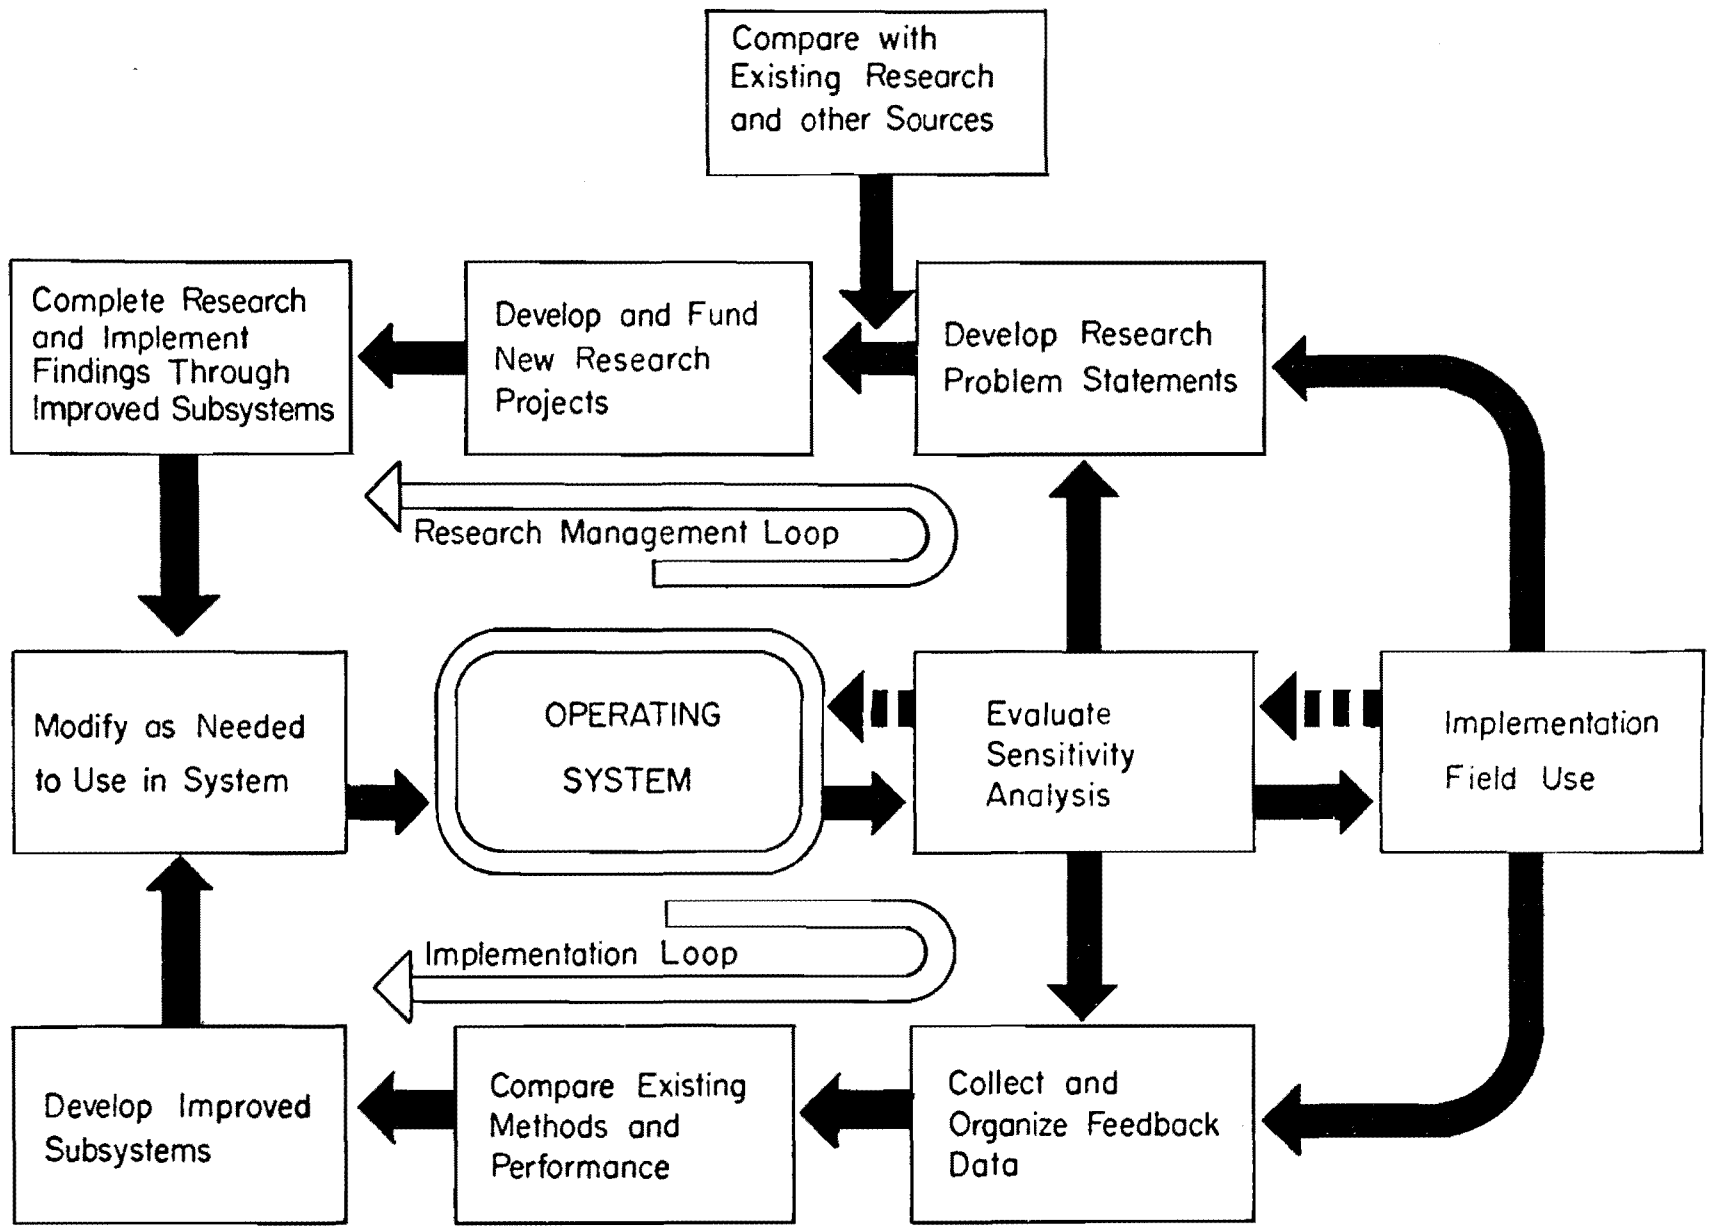 Compare with
Existing Research
and other Sources
Complete Research
and Implement
Findings Through
Improved Subsystems
Develop and Fund
New Research
Projects
Develop Research
Problem Statements
Research Management Loop
Modify as Needed
to Use in System
OPERATING
SYSTEM
Evaluate
Sensitivity
Analysis
Implementation
Field Use
Implementation Loop
Develop Improved
Subsystems
Compare Existing
Methods and
Performance
Collect and
Organize Feedback
Data